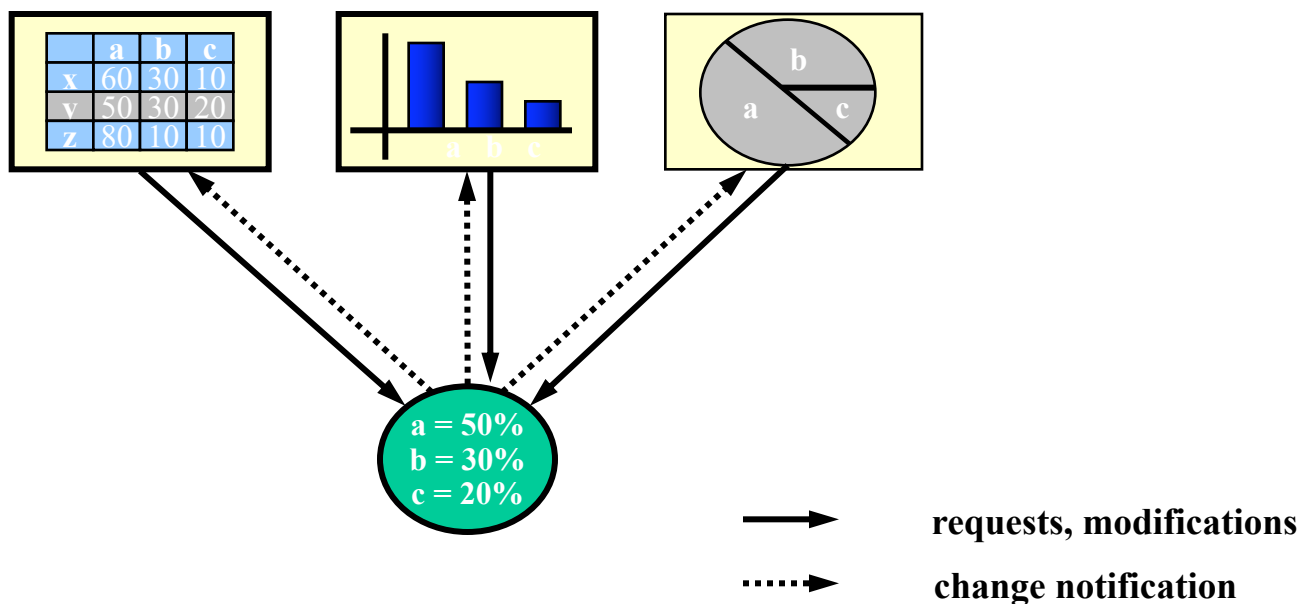 a b c
x 60 30 10
y 50 30 20
z 80 10 10
a b c
b
a c
a = 50%
b = 30%
c = 20%
requests, modifications
change notification